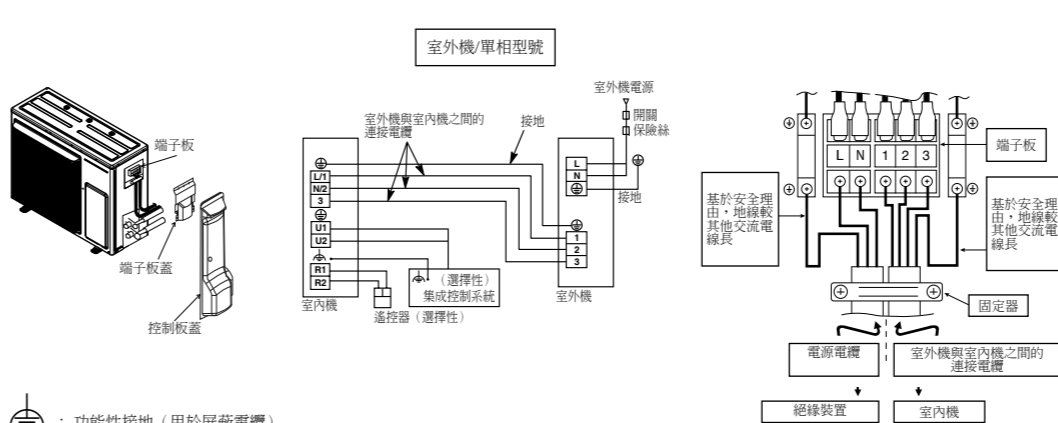 室外機/單相型號
端子板
端子板蓋
控制板蓋
室外機與室內機之間的
連接電纜
接地
室外機電源
開關
保險絲
L/1
N/2
3
U1
U2
R1
R2
室內機
遙控器（選擇性）
（選擇性）
集成控制系統
L
N
接地
1
2
3
室外機
L N 1 2 3
端子板
基於安全理
由，地線較
其他交流電
線長
基於安全理
由，地線較
其他交流電
線長
固定器
電源電纜
室外機與室內機之間的
連接電纜
絕緣裝置
室內機
：功能性接地（用於屏蔽電纜）